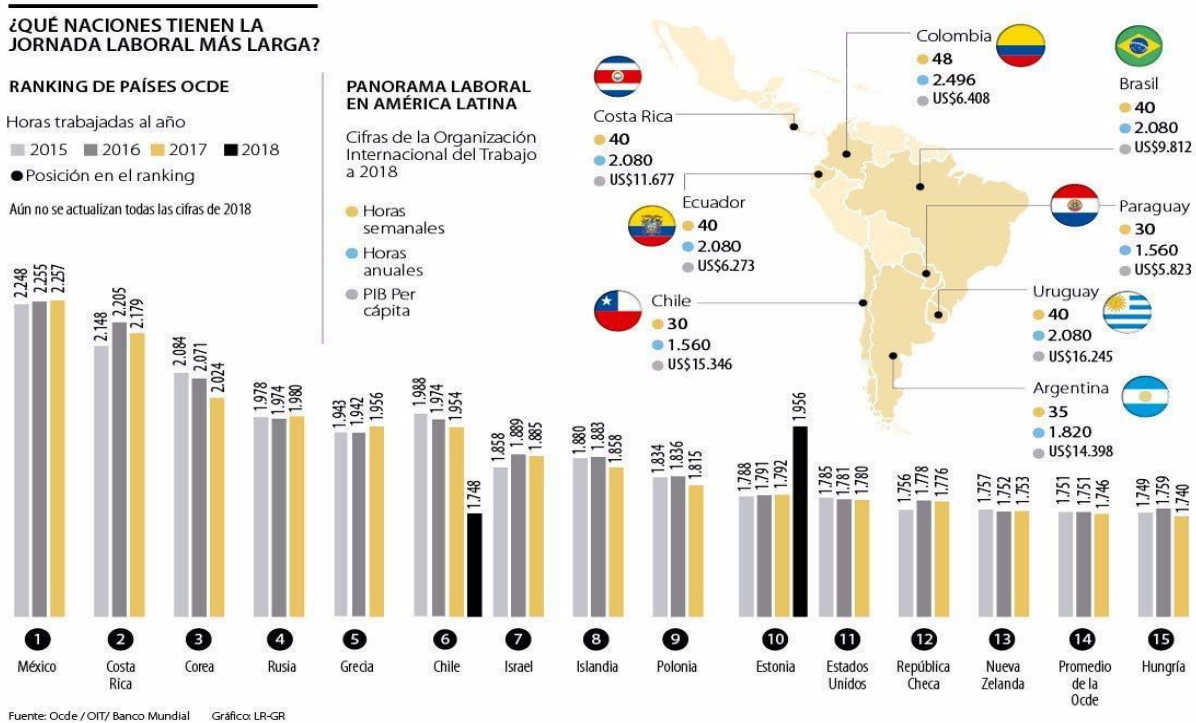 ¿QUÉ NACIONES TIENEN LA
JORNADA LABORAL MÁS LARGA?
RANKING DE PAÍSES OCDE
Horas trabajadas al año
2015 2016 2017 2018
Posición en el ranking
Aún no se actualizan todas las cifras de 2018
PANORAMA LABORAL
EN AMÉRICA LATINA
Cifras de la Organización
Internacional del Trabajo
a 2018
Horas
semanales
Horas
anuales
PIB Per
cápita
Costa Rica
40
2.080
US$11.677
Colombia
48
2.496
US$6.408
Brasil
40
2.080
US$9.812
Ecuador
40
2.080
US$6.273
Paraguay
30
1.560
US$5.823
Chile
30
1.560
US$15.346
Uruguay
40
2.080
US$16.245
Argentina
35
1.820
US$14.398
2.248 2.255 2.257
1
México
2.148 2.205 2.179
2
Costa
Rica
2.084 2.071 2.024
3
Corea
1.978 1.974 1.980
4
Rusia
1.943 1.942 1.956
5
Grecia
1.988 1.974 1.954 1.748
6
Chile
1.858 1.889 1.885
7
Israel
1.880 1.883 1.858
8
Islandia
1.834 1.836 1.815
9
Polonia
1.788 1.791 1.792 1.956
10
Estonia
1.785 1.781 1.780
11
Estados
Unidos
1.756 1.778 1.776
12
República
Checa
1.757 1.752 1.753
13
Nueva
Zelanda
1.751 1.751 1.746
14
Promedio
de la
Ocde
1.749 1.759 1.740
15
Hungría
Fuente: Ocde / OIT/ Banco Mundial Gráfico: LR-GR